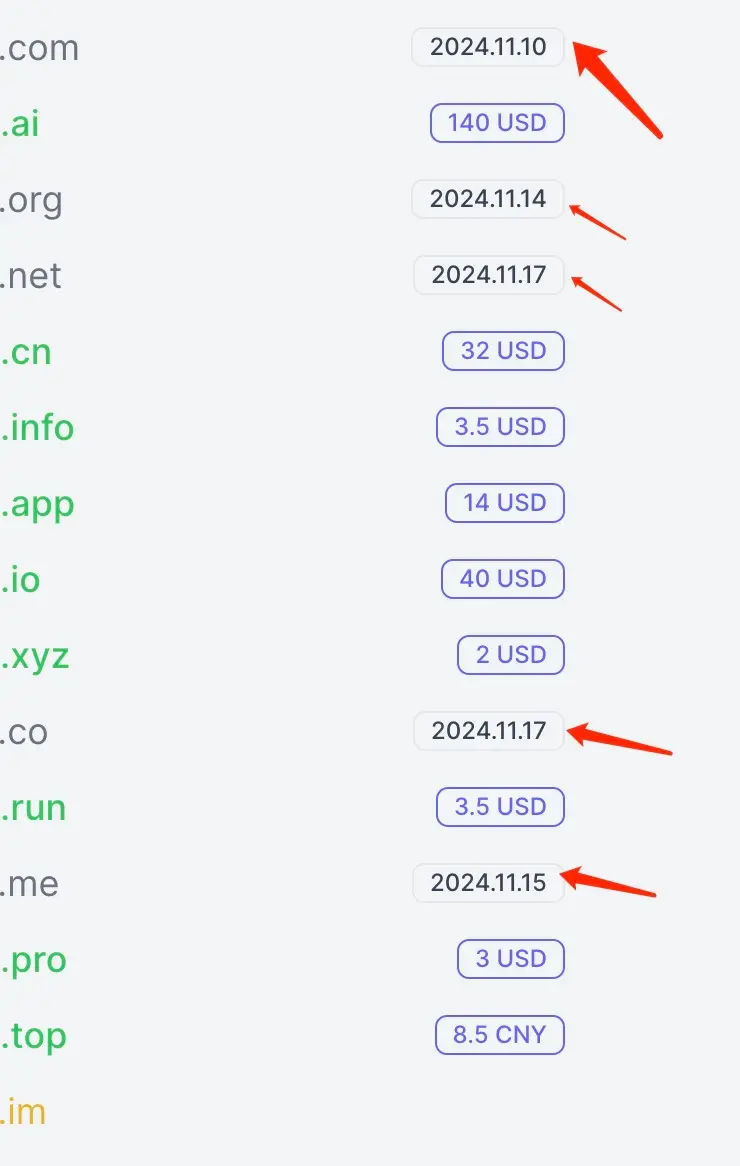 .com 2024.11.10
.ai 140 USD
.org 2024.11.14
.net 2024.11.17
.cn 32 USD
.info 3.5 USD
.app 14 USD
.io 40 USD
.xyz 2 USD
.co 2024.11.17
.run 3.5 USD
.me 2024.11.15
.pro 3 USD
.top 8.5 CNY
.im